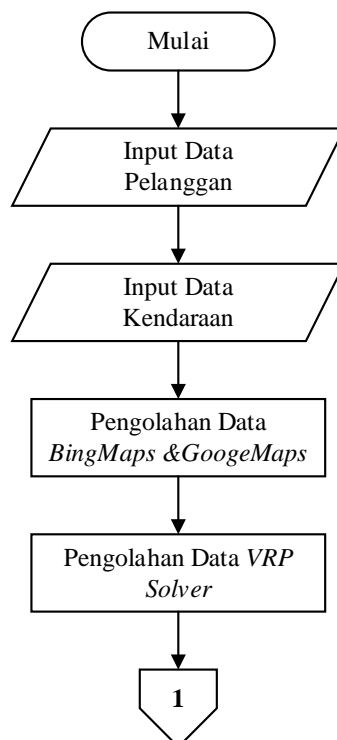 Mulai
Input Data
Pelanggan
Input Data
Kendaraan
Pengolahan Data
BingMaps &GoogeMaps
Pengolahan Data VRP
Solver
1